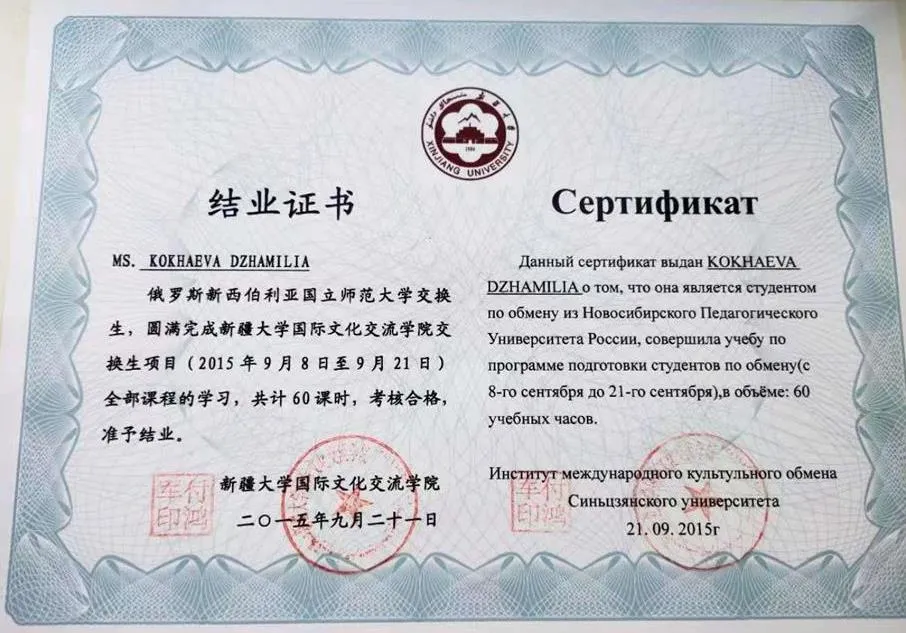 新疆大学
XINJIANG UNIVERSITY
结业证书
MS. KOKHAEVA DZHAMILIA
俄罗斯新西伯利亚国立师范大学交换
生，圆满完成新疆大学国际文化交流学院交
换生项目（2015年9月8日至9月21日）
全部课程的学习，共计60课时，考核合格，
准予结业。
新疆大学国际文化交流学院
二〇一五年九月二十一日
Сертификат
Данный сертификат выдан KOKHAEVA
DZHAMILIA о том, что она является студентом
по обмену из Новосибирского Педагогического
Университета России, совершила учебу по
программе подготовки студентов по обмену(с
8-го сентября до 21-го сентября),в объёме: 60
учебных часов.
Институт международного культульного обмена
Синьцзянского университета
21. 09. 2015г